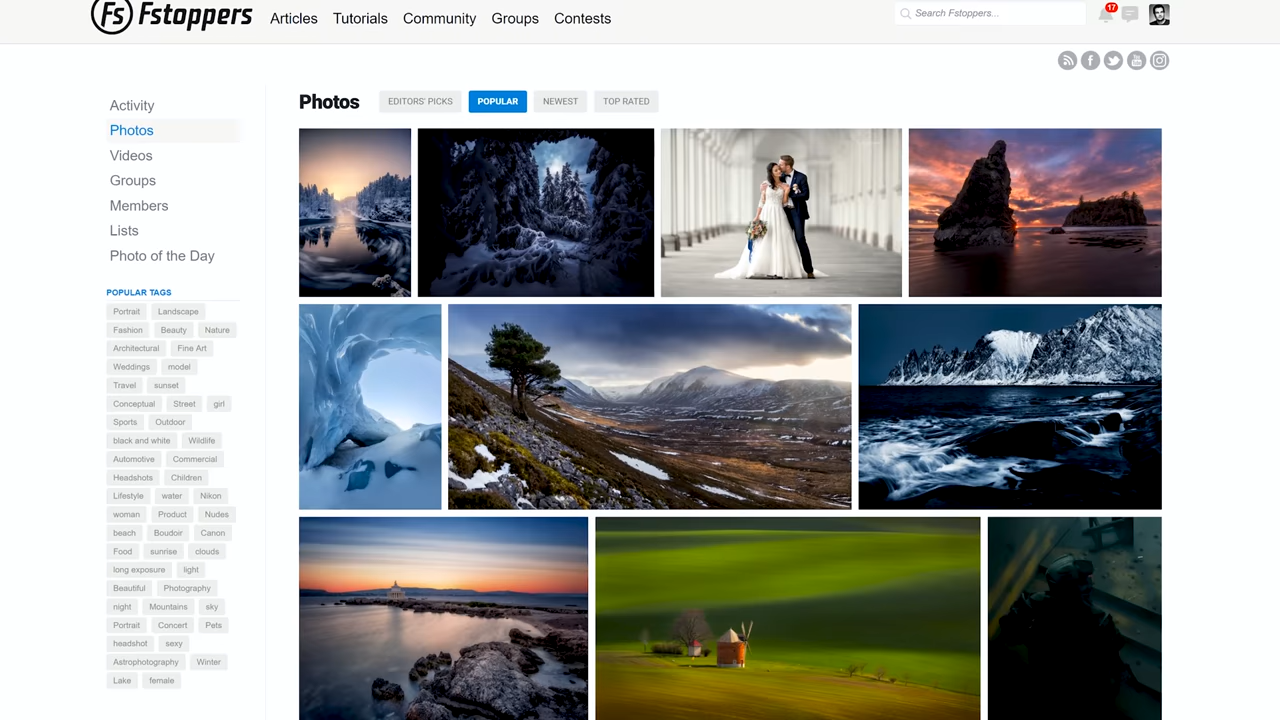 Fs Fstoppers Articles Tutorials Community Groups Contests Search Fstoppers... 17
Activity
Photos
Videos
Groups
Members
Lists
Photo of the Day
POPULAR TAGS
Portrait Landscape
Fashion Beauty Nature
Architectural Fine Art
Weddings model
Travel sunset
Conceptual Street girl
Sports Outdoor
black and white Wildlife
Automotive Commercial
Headshots Children
Lifestyle water Nikon
woman Product Nudes
beach Boudoir Canon
Food sunrise clouds
long exposure light
Beautiful Photography
night Mountains sky
Portrait Concert Pets
headshot sexy
Astrophotography Winter
Lake female
Photos EDITORS' PICKS POPULAR NEWEST TOP RATED